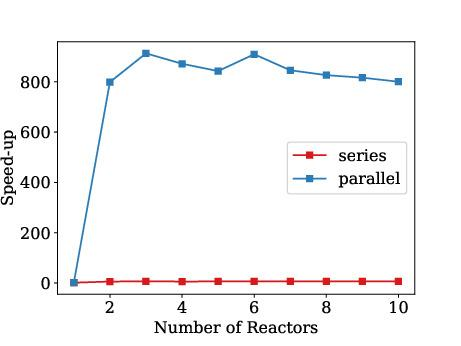 800
600
400
200
0
Speed-up
series
parallel
2 4 6 8 10
Number of Reactors